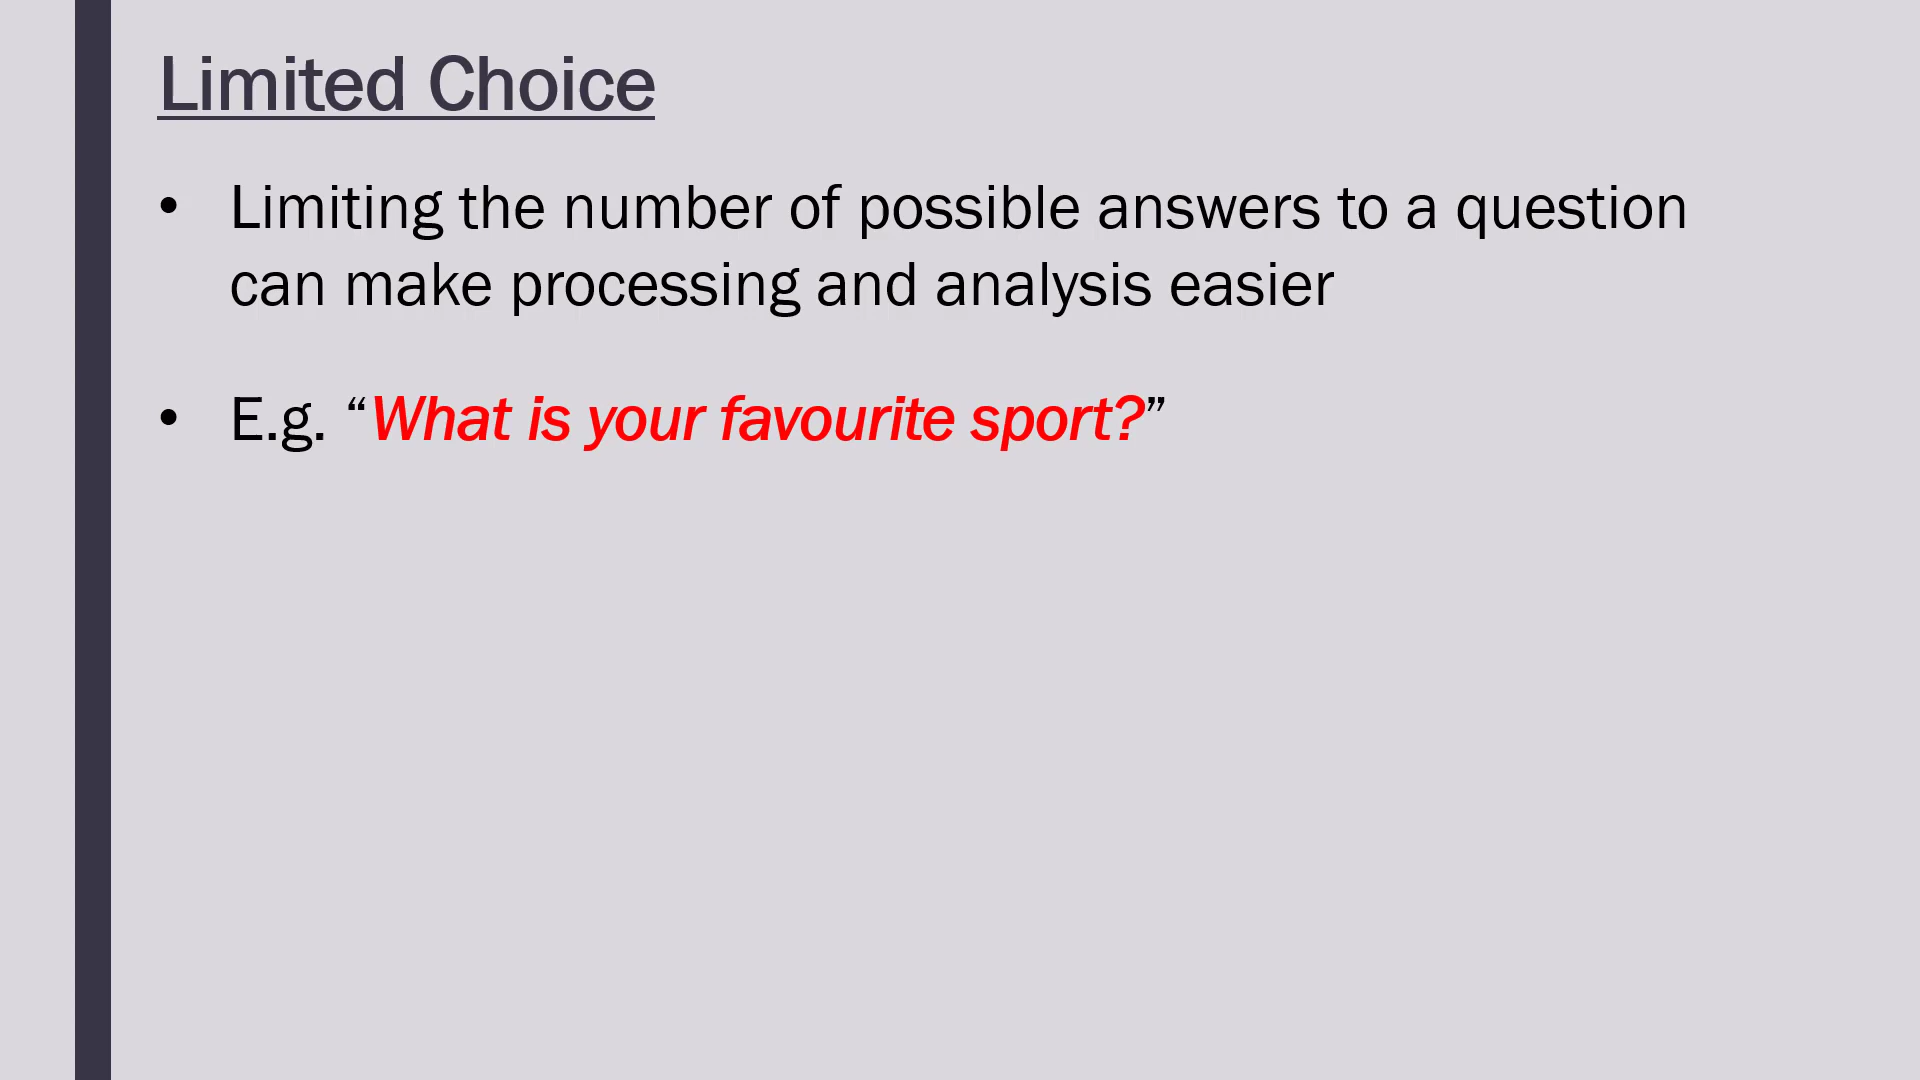 Limited Choice
• Limiting the number of possible answers to a question
can make processing and analysis easier
• E.g. “What is your favourite sport?”